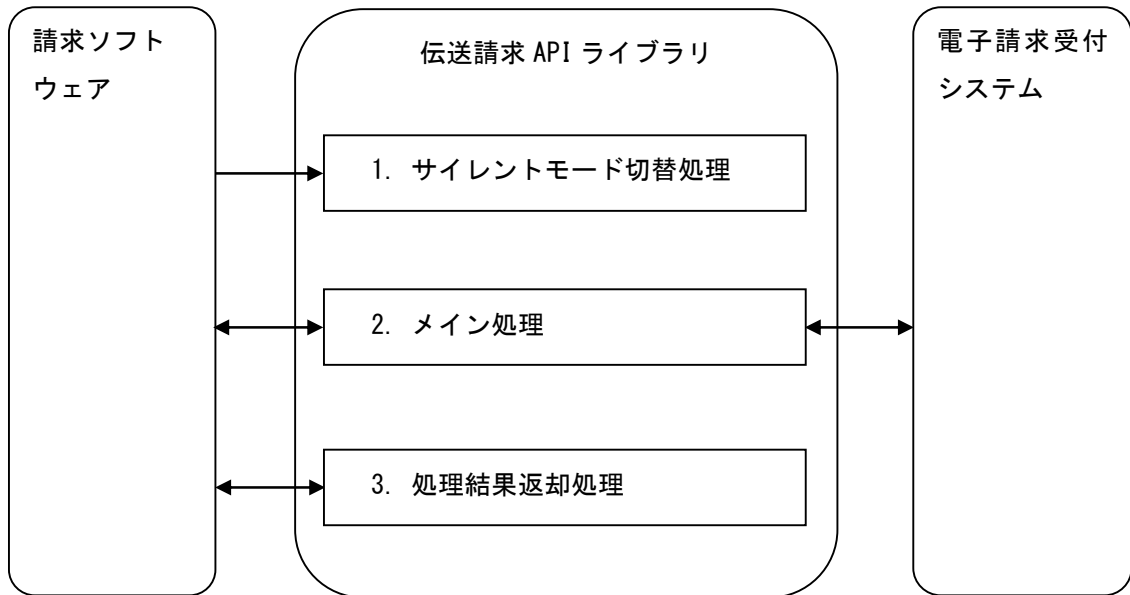 請求ソフト
ウェア
伝送請求 API ライブラリ
1. サイレントモード切替処理
2. メイン処理
3. 処理結果返却処理
電子請求受付
システム